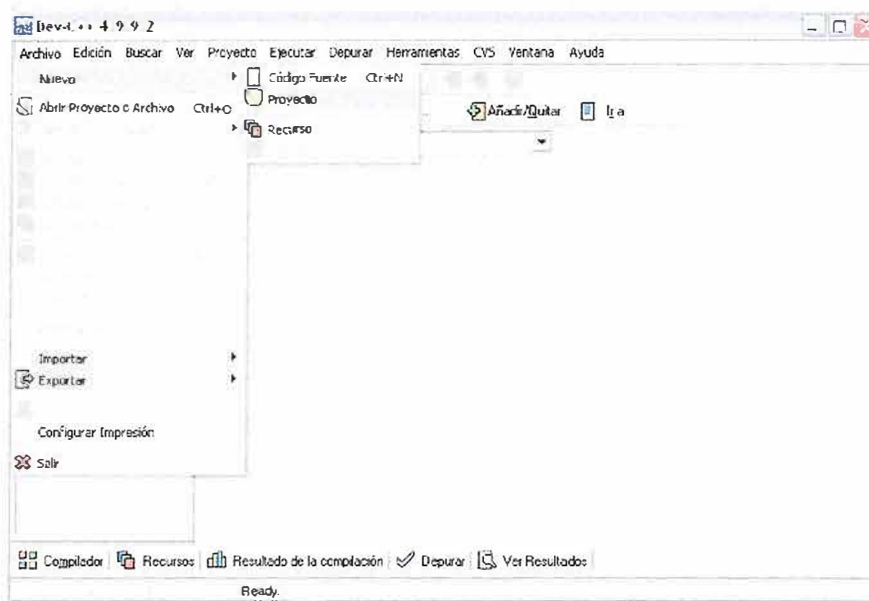 Dev-C++ 4.9.9.2
Archivo Edición Buscar Ver Proyecto Ejecutar Depurar Herramientas CVS Ventana Ayuda
Nuevo
Código Fuente Ctrl+N
Proyecto
Abrir Proyecto o Archivo Ctrl+O
Añadir/Quitar Ir a
Recurso
Importar
Exportar
Configurar Impresión
Salir
Compilador Recursos Resultado de la compilación Depurar Ver Resultados
Ready.